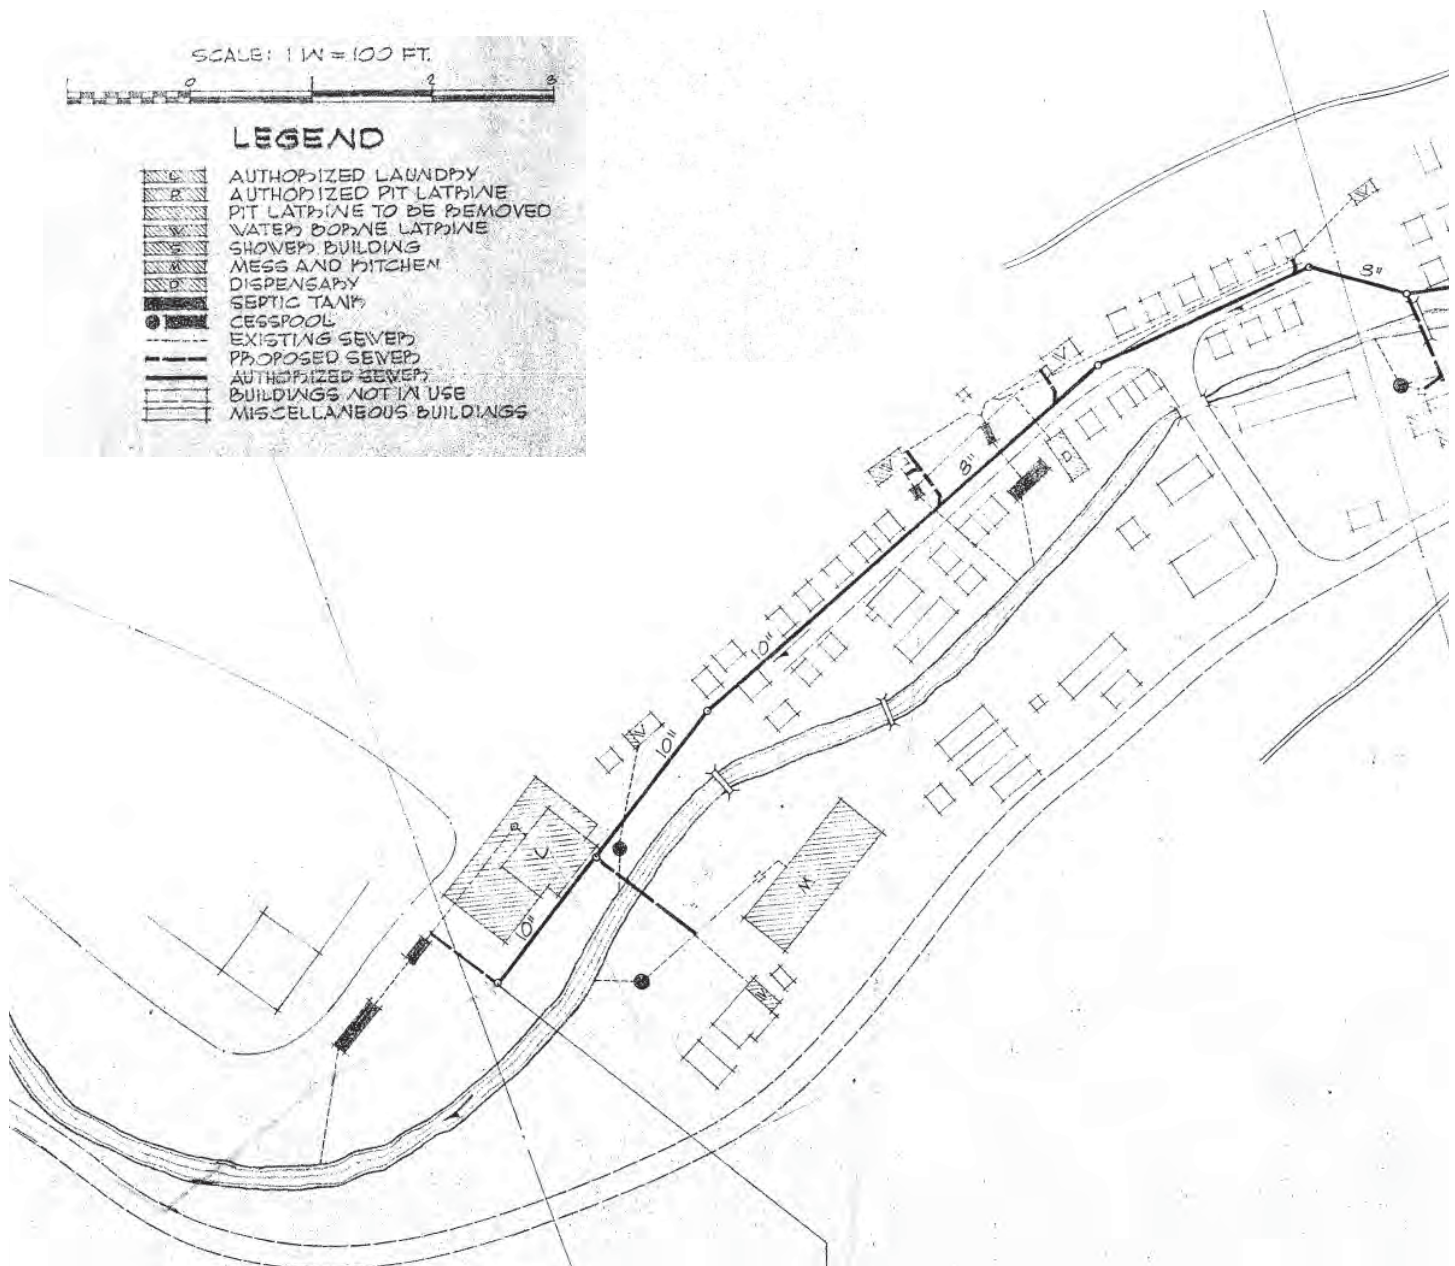 SCALE: 1 IN = 100 FT.
0 1 2 3
LEGEND
L AUTHORIZED LAUNDRY
P AUTHORIZED PIT LATRINE
PIT LATRINE TO BE REMOVED
W WATER BORNE LATRINE
S SHOWER BUILDING
M MESS AND KITCHEN
D DISPENSARY
SEPTIC TANK
CESSPOOL
EXISTING SEWER
PROPOSED SEWER
AUTHORIZED SEWER
BUILDINGS NOT IN USE
MISCELLANEOUS BUILDINGS
W
8"
W
W
8"
D
10"
W
10"
L
M
10"